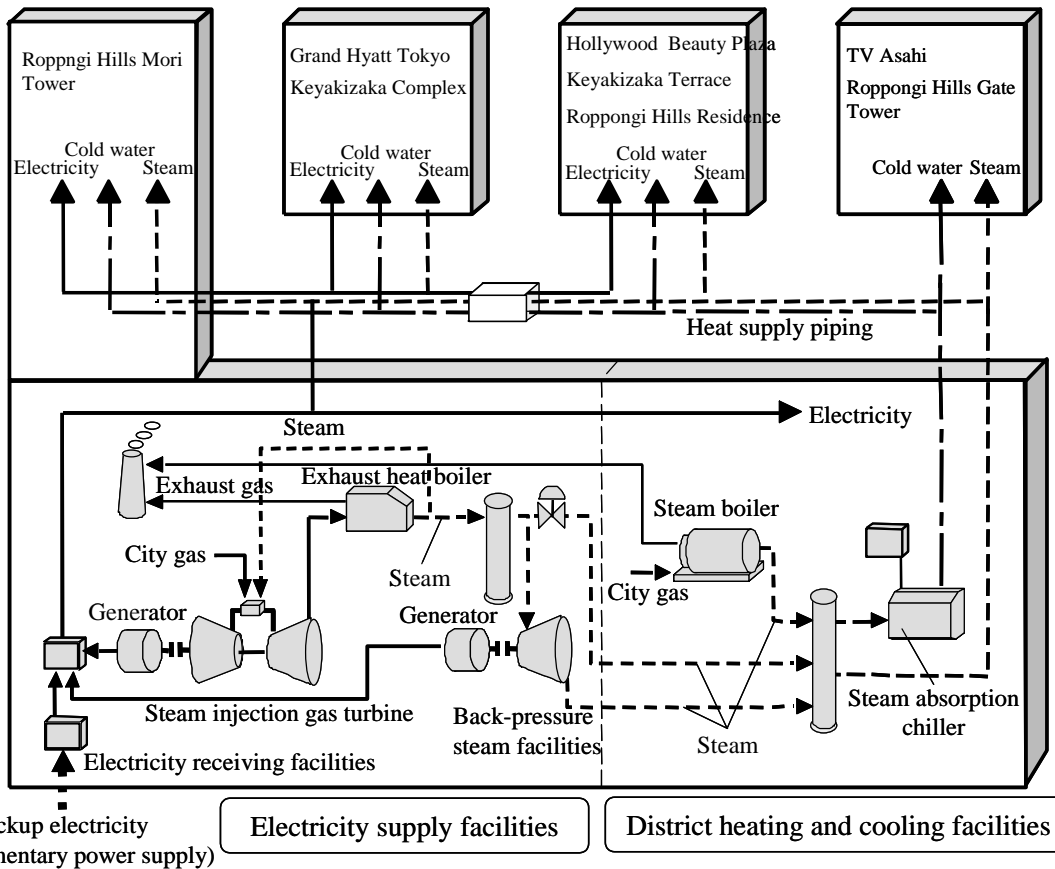 Roppngi Hills Mori
Tower
Cold water
Electricity
Steam
Grand Hyatt Tokyo
Keyakizaka Complex
Cold water
Electricity
Steam
Hollywood Beauty Plaza
Keyakizaka Terrace
Roppongi Hills Residence
Cold water
Electricity
Steam
TV Asahi
Roppongi Hills Gate
Tower
Cold water Steam
Heat supply piping
Electricity
Steam
Exhaust heat boiler
Exhaust gas
Steam boiler
City gas
Steam
City gas
Generator
Generator
Steam injection gas turbine
Back-pressure
steam facilities
Steam
Steam absorption
chiller
Electricity receiving facilities
ckup electricity
mentary power supply)
Electricity supply facilities
District heating and cooling facilities